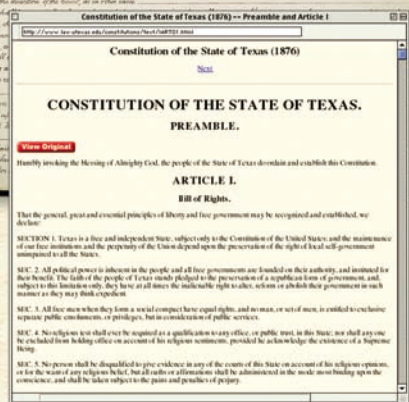 Constitution of the State of Texas (1876) -- Preamble and Article I
Constitution of the State of Texas (1876)
Next
CONSTITUTION OF THE STATE OF TEXAS.
PREAMBLE.
View Original
Humbly invoking the blessing of Almighty God, the people of the State of Texas do ordain and establish this Constitution.
ARTICLE I.
Bill of Rights.
That the general, great and essential principles of liberty and free government may be recognized and established, we
declare:
SECTION 1. Texas is a free and independent State, subject only to the Constitution of the United States; and the maintenance
of our free institutions and the perpetuity of the Union depend upon the preservation of the right of local self-government
unimpaired to all the States.
SEC. 2. All political power is inherent in the people and all free governments are founded on their authority, and instituted for
their benefit. The faith of the people of Texas stands pledged to the preservation of a republican form of government, and,
subject to this limitation only, they have at all times the inalienable right to alter, reform or abolish their government in such
manner as they may think expedient.
SEC. 3. All free men when they form a social compact have equal rights, and no man, or set of men, is entitled to exclusive
separate public emoluments, or privileges, but in consideration of public services.
SEC. 4. No religious test shall ever be required as a qualification to any office, or public trust, in this State; nor shall any one
be excluded from holding office on account of his religious sentiments, provided he acknowledge the existence of a Supreme
Being.
SEC. 5. No person shall be disqualified to give evidence in any of the courts of this State on account of his religious opinions,
or for the want of any religious belief, but all oaths or affirmations shall be administered in the mode most binding upon the
conscience, and shall be taken subject to the pains and penalties of perjury.